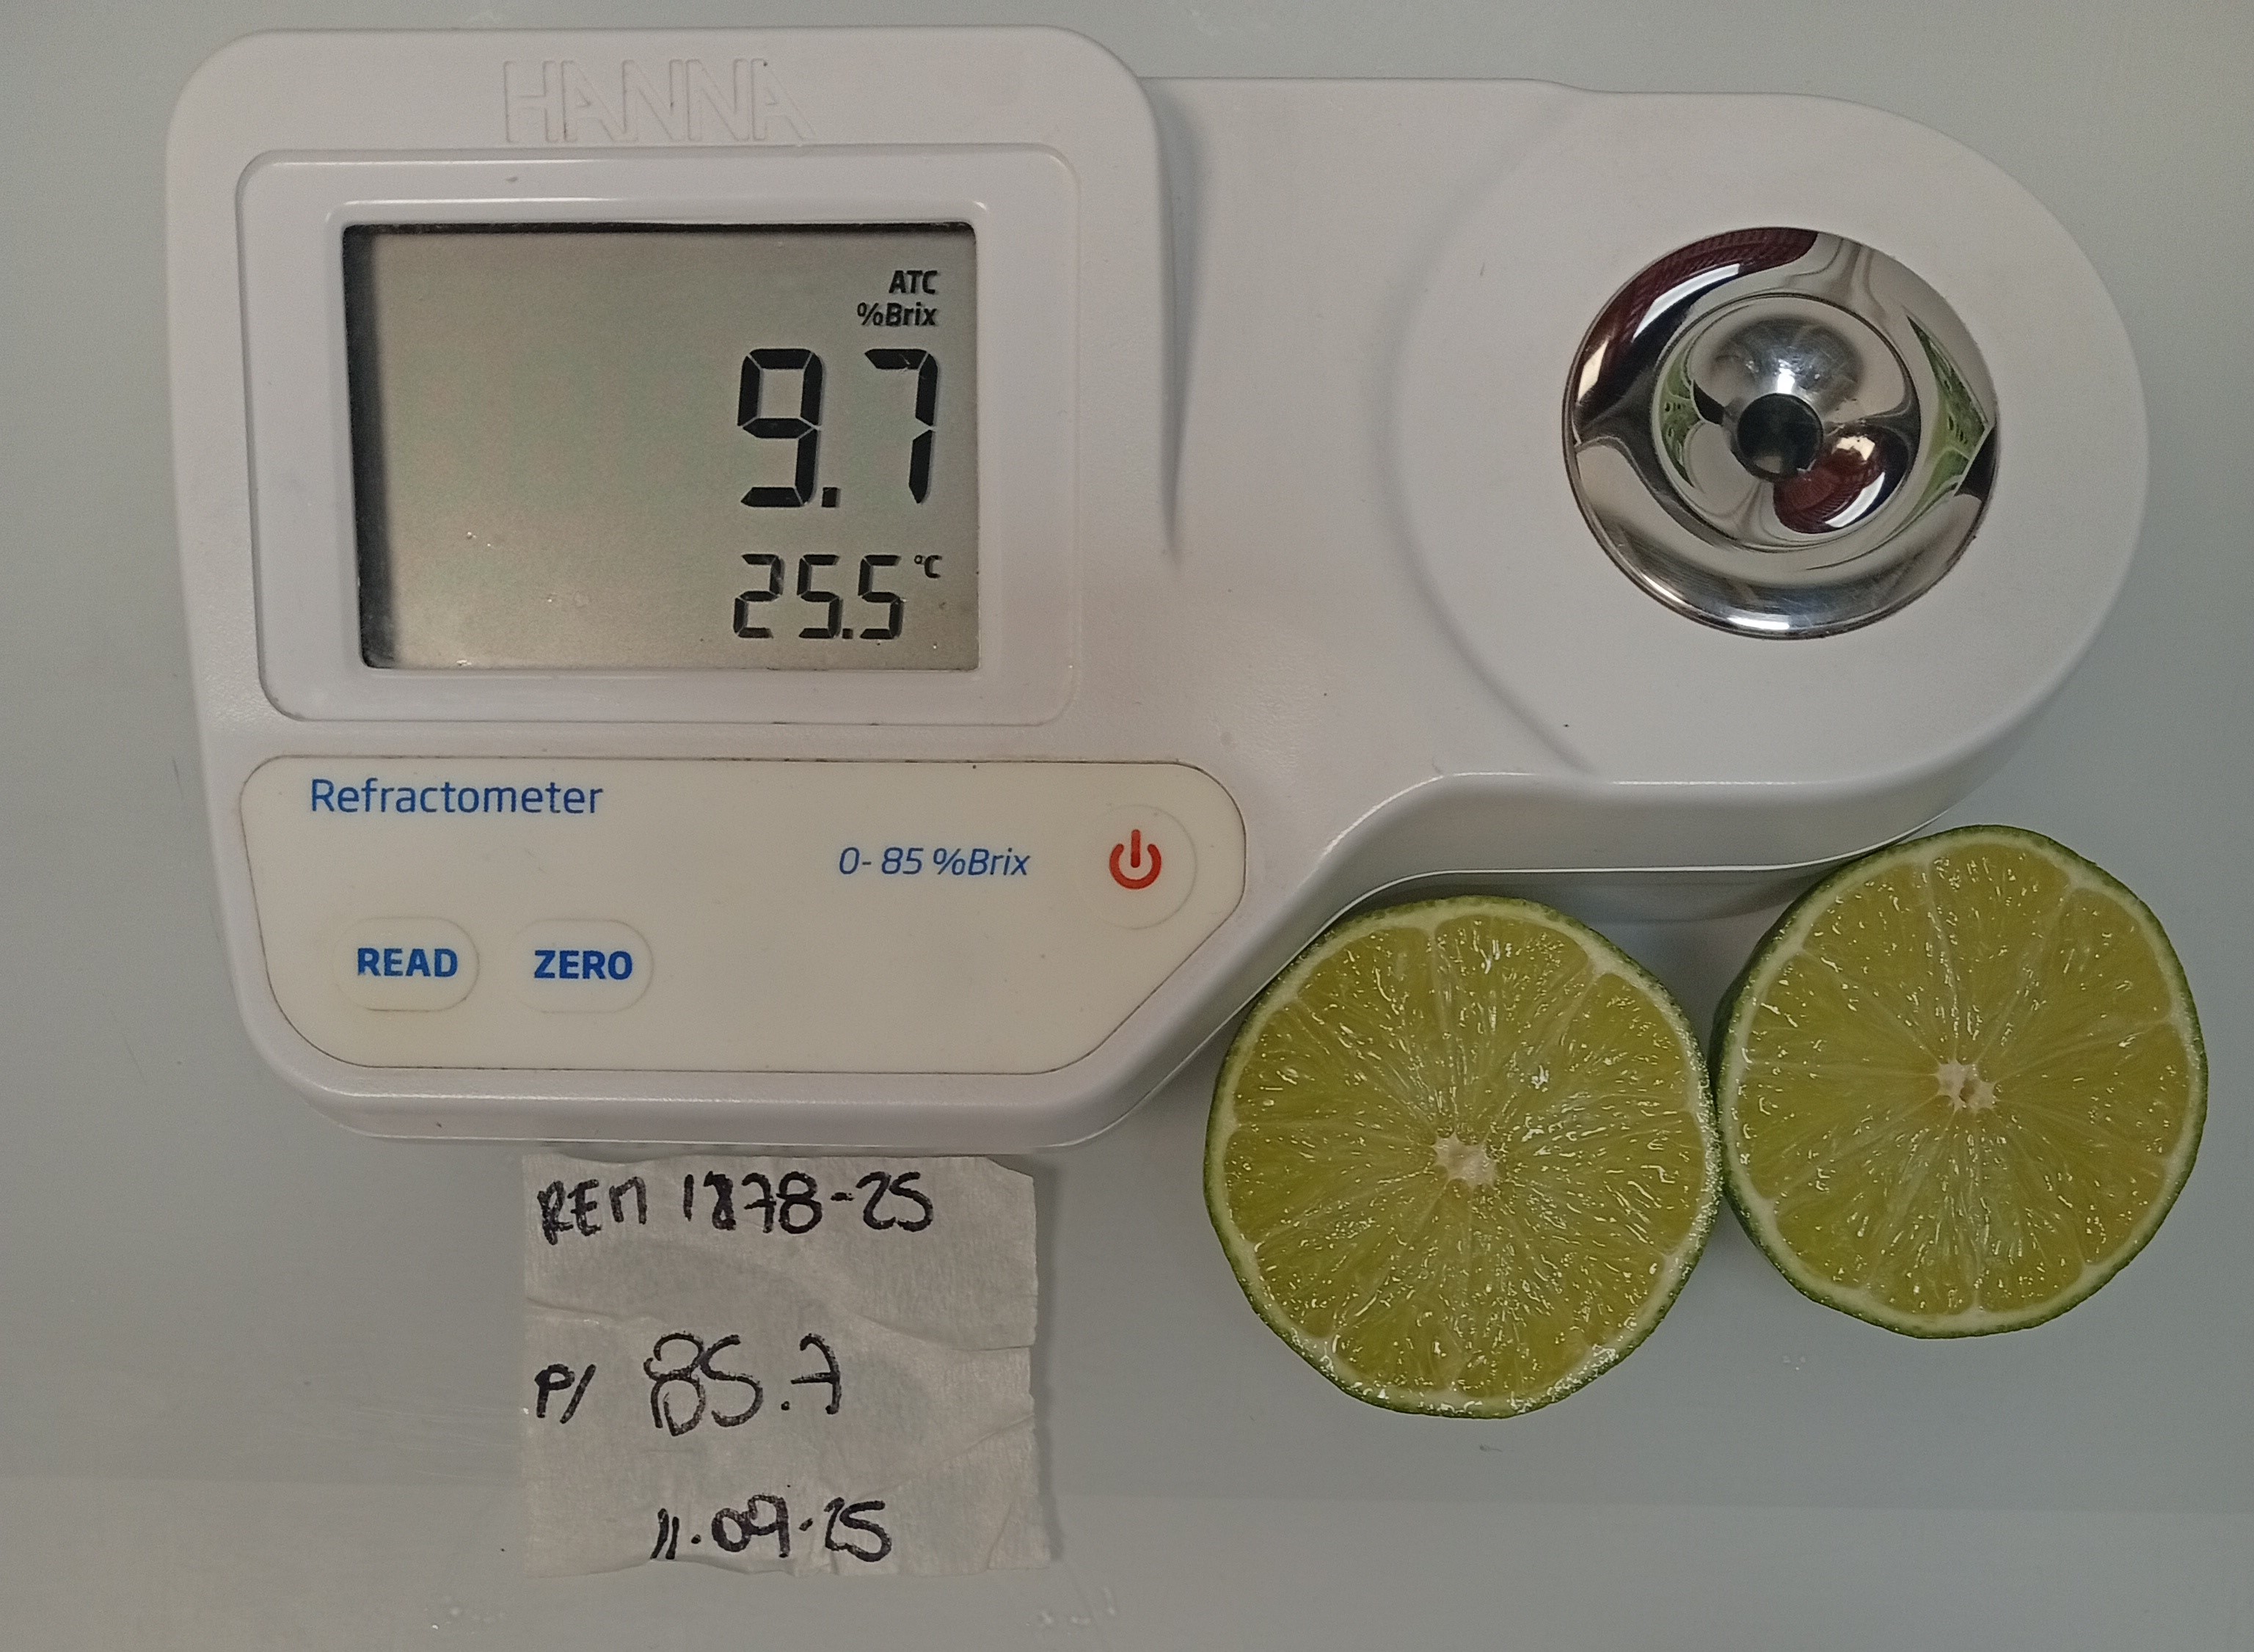 HANNA
ATC
%Brix
9.7
25.5 °C
Refractometer
0- 85 %Brix
READ ZERO
REM 1878-25
P/ 85.7
11.09.25